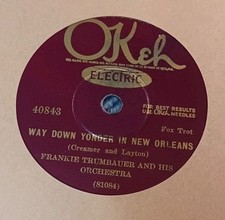 OKeh
ELECTRIC
40843
FOR BEST RESULTS
USE OKeh NEEDLES
Fox Trot
WAY DOWN YONDER IN NEW ORLEANS
(Creamer and Layton)
FRANKIE TRUMBAUER AND HIS
ORCHESTRA
(81084)